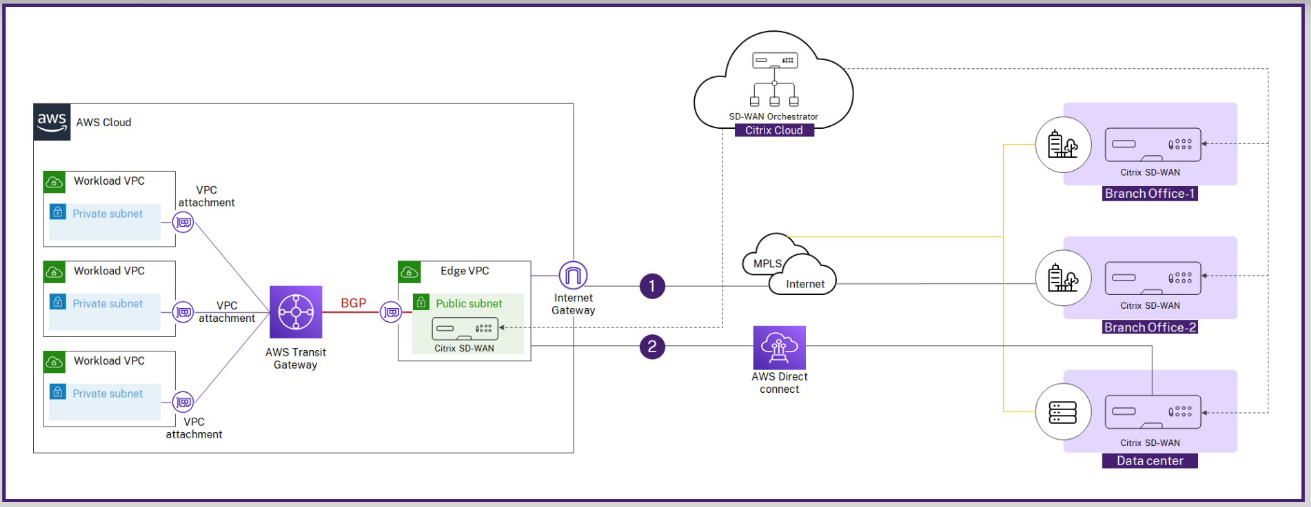 SD-WAN Orchestrator
Citrix Cloud
aws
AWS Cloud
Workload VPC
Private subnet
VPC
attachment
Workload VPC
Private subnet
VPC
attachment
Workload VPC
Private subnet
VPC
attachment
AWS Transit
Gateway
BGP
Edge VPC
Public subnet
Citrix SD-WAN
Internet
Gateway
1
2
MPLS
Internet
AWS Direct
connect
Citrix SD-WAN
Branch Office-1
Citrix SD-WAN
Branch Office-2
Citrix SD-WAN
Data center